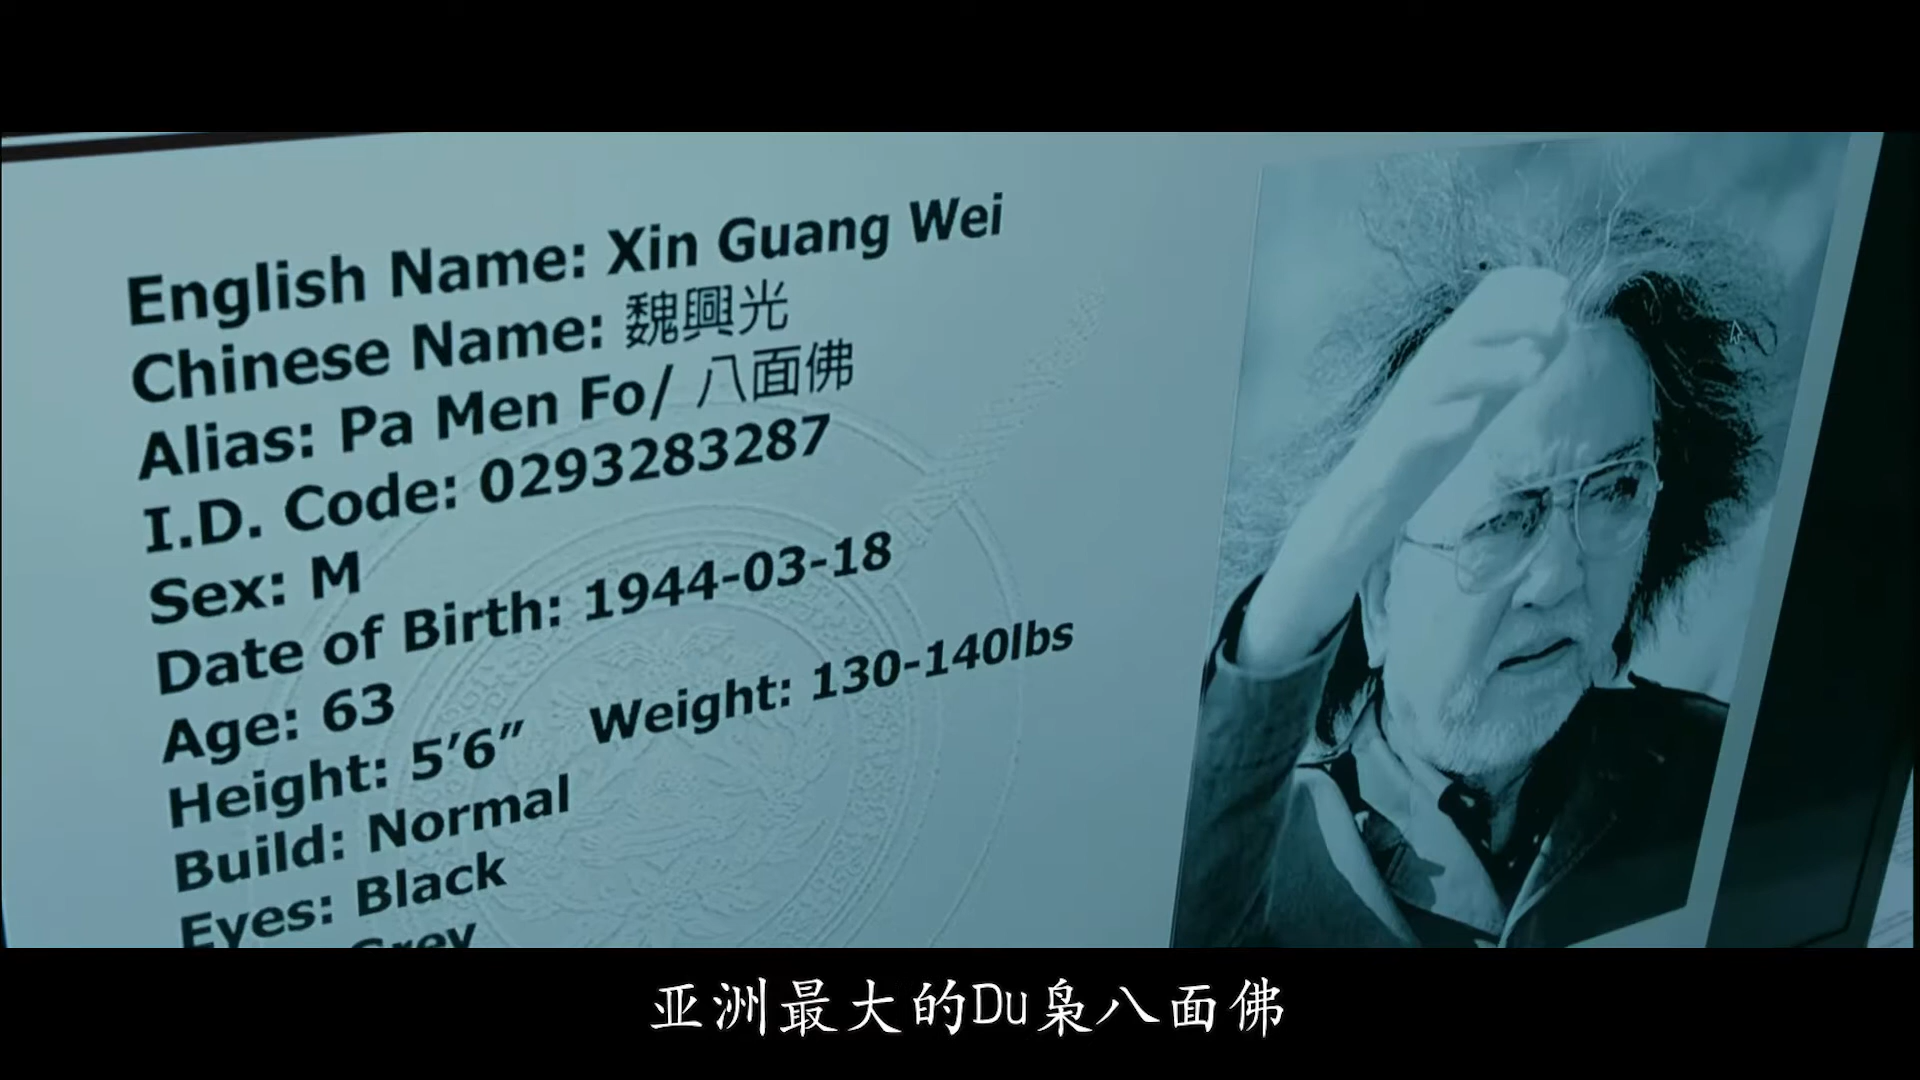 English Name: Xin Guang Wei
Chinese Name: 魏興光
Alias: Pa Men Fo/ 八面佛
I.D. Code: 0293283287
Sex: M
Date of Birth: 1944-03-18
Age: 63
Height: 5'6" Weight: 130-140lbs
Build: Normal
Eyes: Black
Grey
亚洲最大的Du枭八面佛